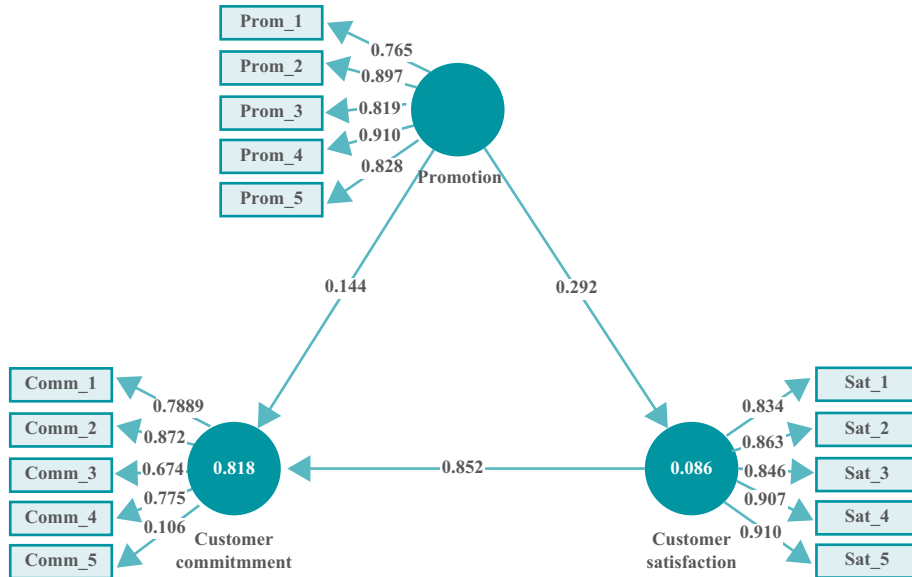 Prom_1
0.765
Prom_2
0.897
Prom_3
0.819
Prom_4
0.910
Prom_5
0.828
Promotion
0.144
0.292
Comm_1
0.7889
Comm_2
0.872
Comm_3
0.674
Comm_4
0.775
Comm_5
0.106
0.818
Customer
commitmment
0.852
0.086
Customer
satisfaction
Sat_1
0.834
Sat_2
0.863
Sat_3
0.846
Sat_4
0.907
Sat_5
0.910